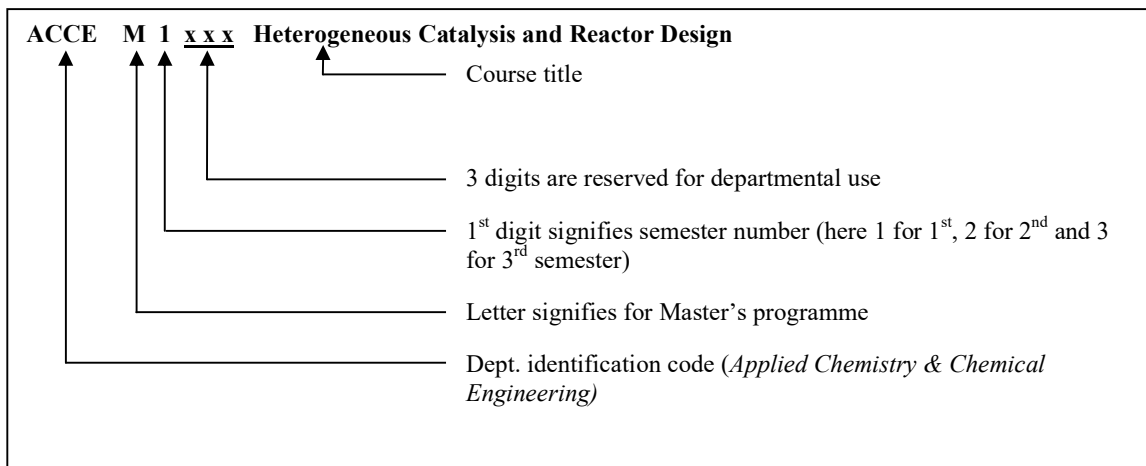 ACCE M 1 x x x Heterogeneous Catalysis and Reactor Design
Course title
3 digits are reserved for departmental use
1st digit signifies semester number (here 1 for 1st, 2 for 2nd and 3
for 3rd semester)
Letter signifies for Master's programme
Dept. identification code (Applied Chemistry & Chemical
Engineering)